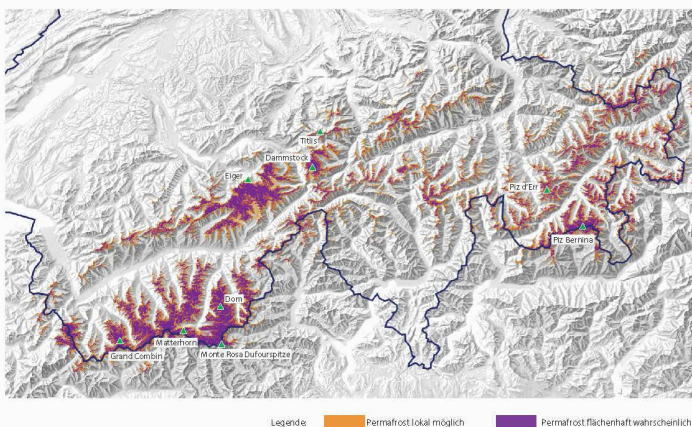 Titlis
Dammstock
Eiger
Piz d'Err
Piz Bernina
Dom
Matterhorn
Grand Combin
Monte Rosa Dufourspitze
Legende:
Permafrost lokal möglich
Permafrost flächenhaft wahrscheinlich